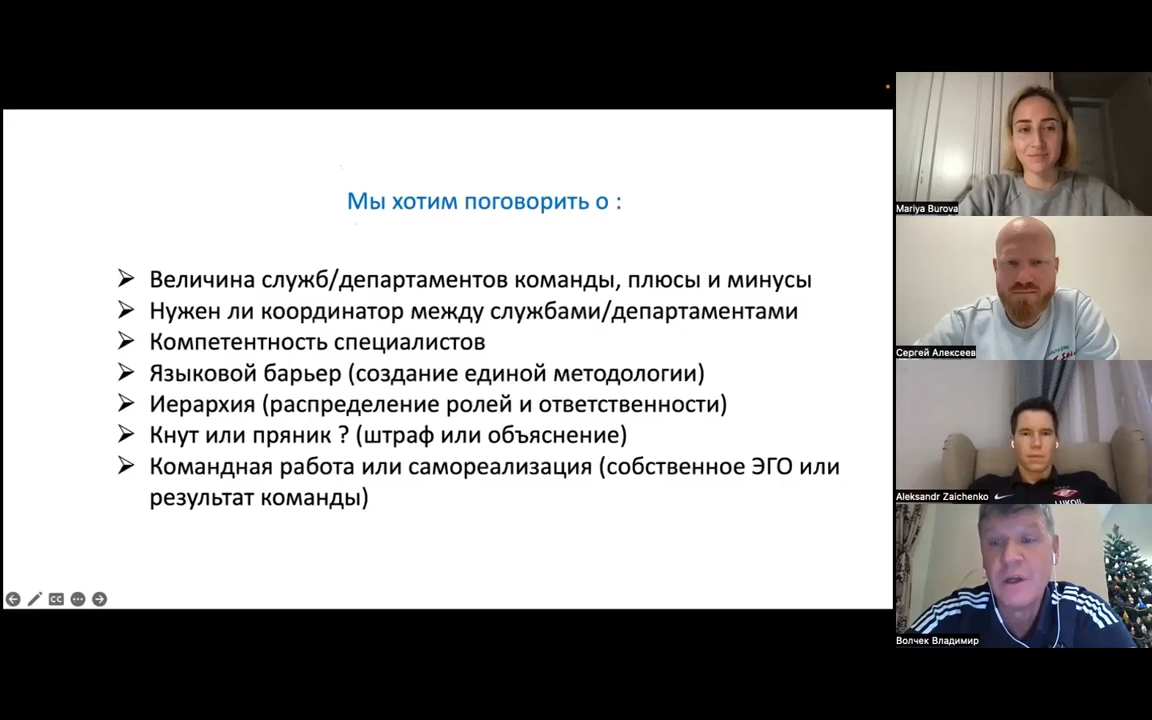 Мы хотим поговорить о :
Величина служб/департаментов команды, плюсы и минусы
Нужен ли координатор между службами/департаментами
Компетентность специалистов
Языковой барьер (создание единой методологии)
Иерархия (распределение ролей и ответственности)
Кнут или пряник ? (штраф или объяснение)
Командная работа или самореализация (собственное ЭГО или
результат команды)
CC
Mariya Burova
Сергей Алексеев
Aleksandr Zaichenko
Волчек Владимир